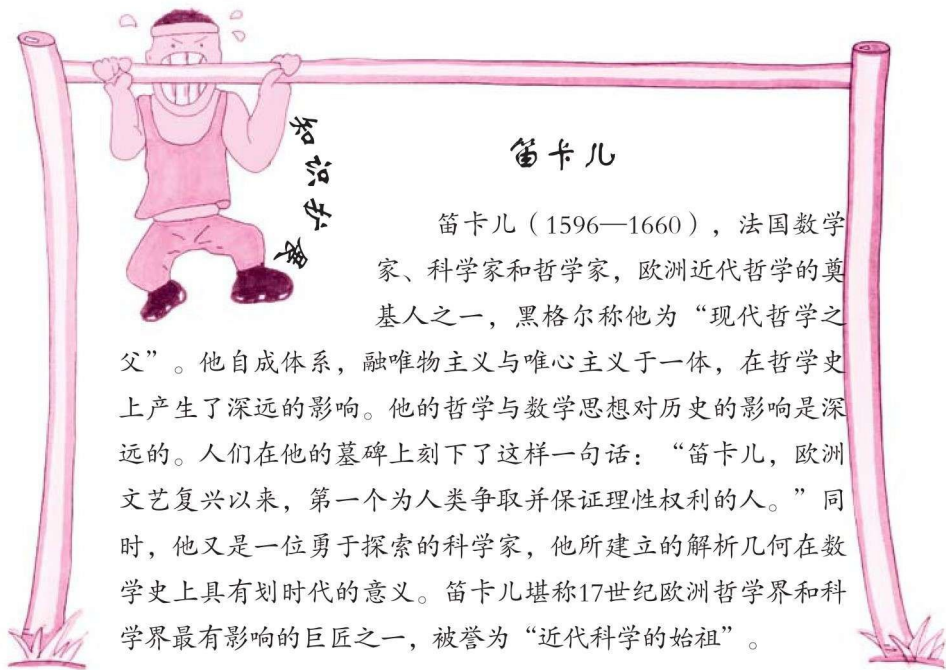 知识扩展
笛卡儿
笛卡儿（1596—1660），法国数学
家、科学家和哲学家，欧洲近代哲学的奠
基人之一，黑格尔称他为“现代哲学之
父”。他自成体系，融唯物主义与唯心主义于一体，在哲学史
上产生了深远的影响。他的哲学与数学思想对历史的影响是深
远的。人们在他的墓碑上刻下了这样一句话：“笛卡儿，欧洲
文艺复兴以来，第一个为人类争取并保证理性权利的人。”同
时，他又是一位勇于探索的科学家，他所建立的解析几何在数
学史上具有划时代的意义。笛卡儿堪称17世纪欧洲哲学界和科
学界最有影响的巨匠之一，被誉为“近代科学的始祖”。